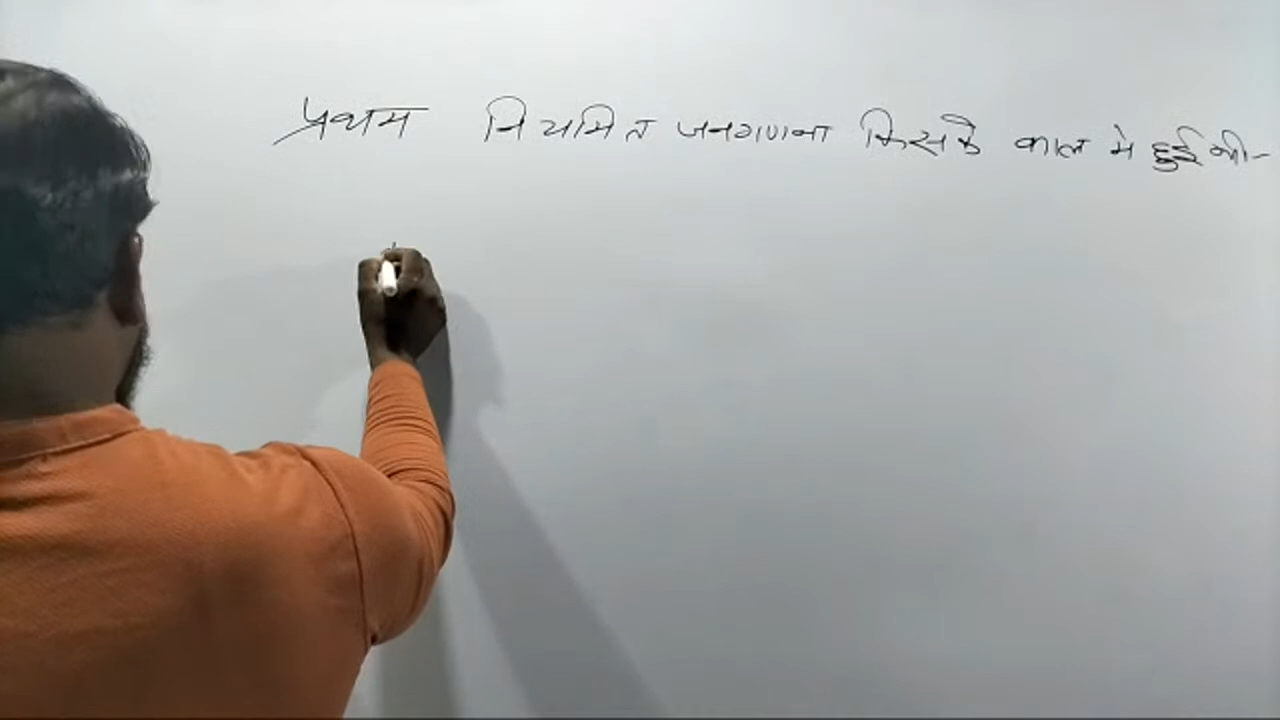 प्रथम नियमित जनगणना किसके काल मे हुई थी-